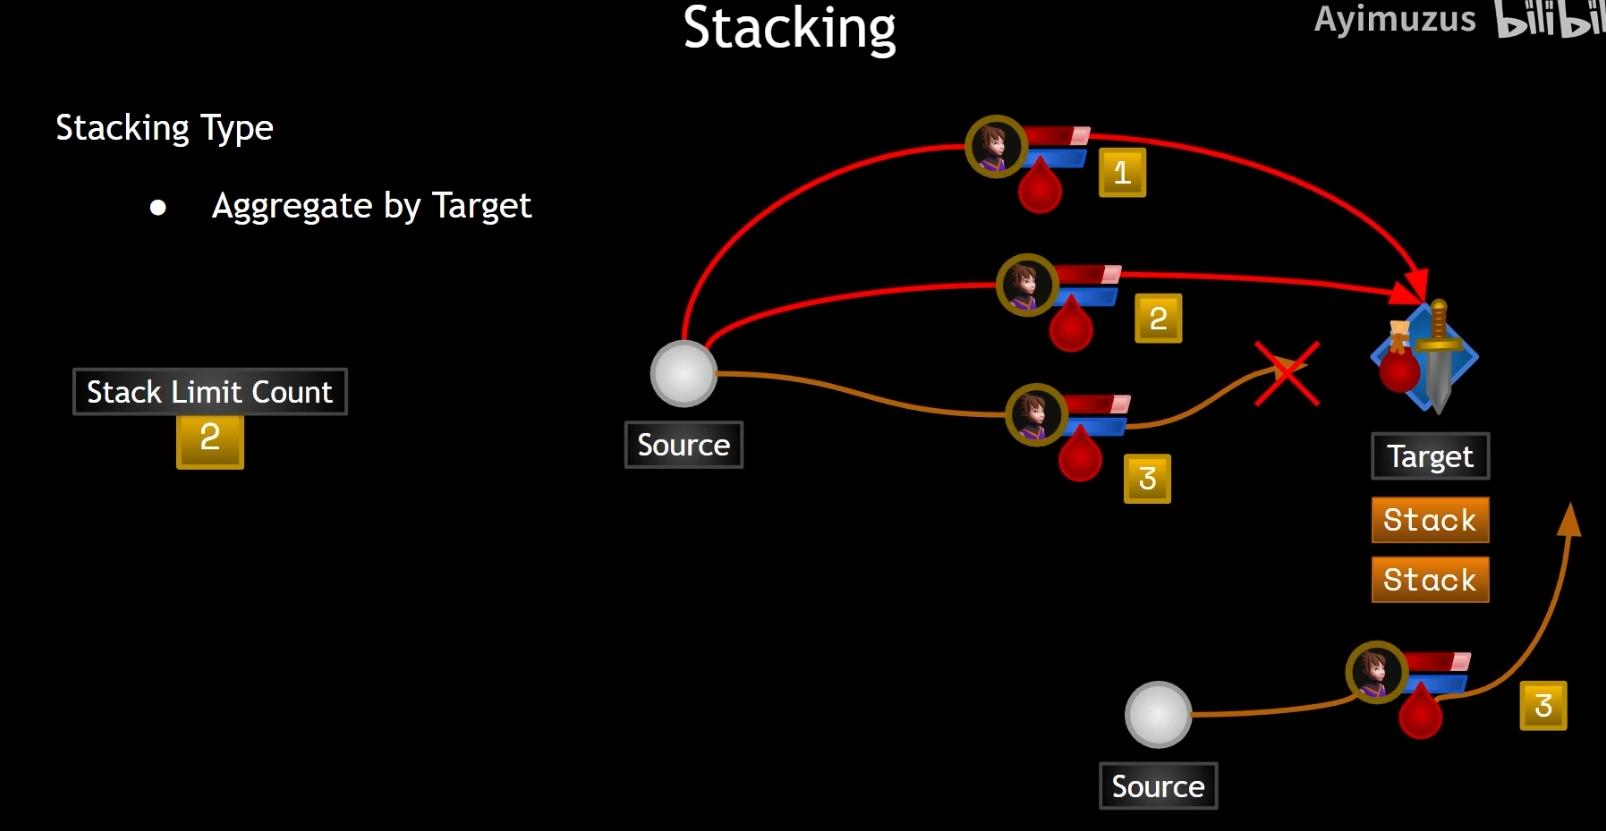 Stacking
Ayimuzus
Stacking Type
● Aggregate by Target
1
2
Stack Limit Count
2
Source
3
Target
Stack
Stack
3
Source